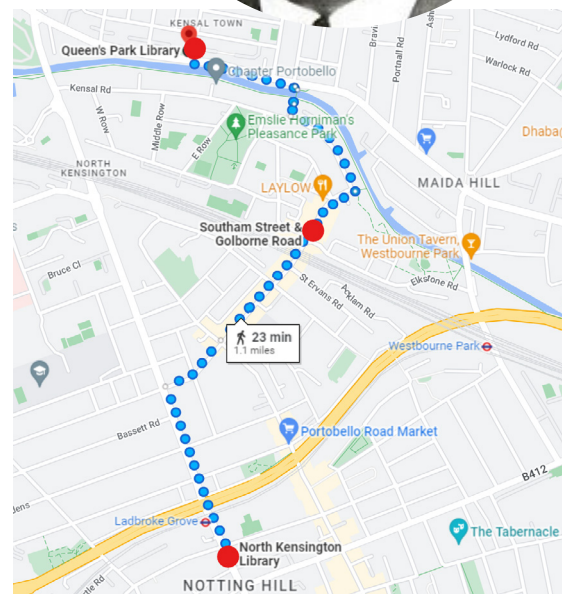 KENSAL TOWN
Lydford Rd
Portnall Rd
Warlock Rd
Queen's Park Library
Chapter Portobello
Kensal Rd
W Row
Middle Row
E Row
Emslie Horniman's
Pleasance Park
NORTH
KENSINGTON
LAYLOW
MAIDA HILL
Southam Street &
Golborne Road
The Union Tavern,
Westbourne Park
Bruce Cl
St Ervans Rd
Acklam Rd
Elkstone Rd
23 min
1.1 miles
Westbourne Park
Bassett Rd
Portobello Road Market
B412
Ladbroke Grove
The Tabernacle
North Kensington
Library
NOTTING HILL